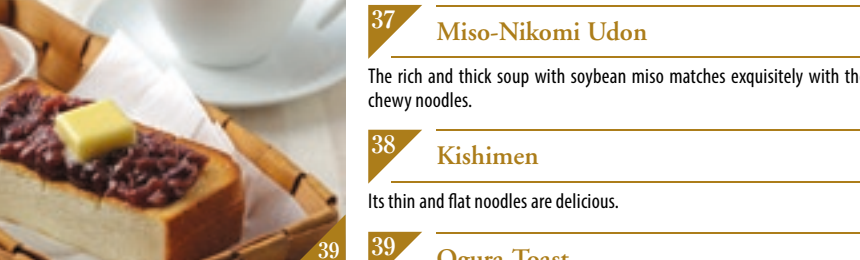 37
Miso-Nikomi Udon
The rich and thick soup with soybean miso matches exquisitely with th
chewy noodles.
38
Kishimen
Its thin and flat noodles are delicious.
39
39
Ogura Toast